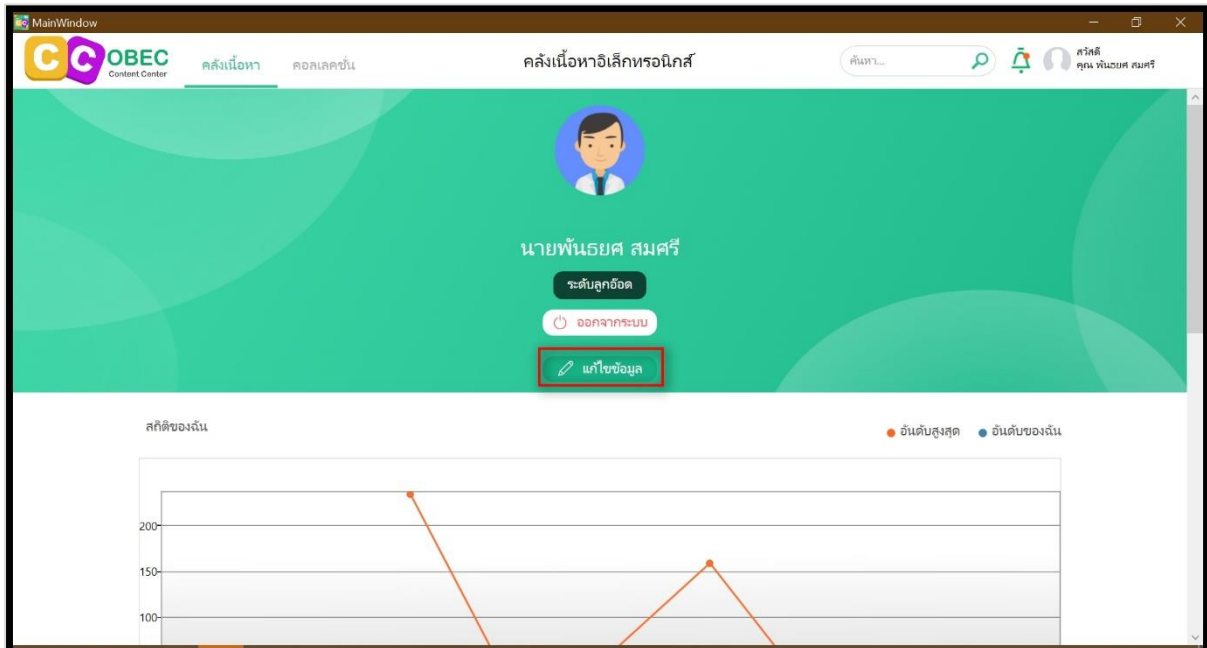 MainWindow
CC OBEC
Content Center
คลังเนื้อหา
คอลเลคชั่น
คลังเนื้อหาอิเล็กทรอนิกส์
ค้นหา...
สวัสดี
คุณ พันธยศ สมศรี
นายพันธยศ สมศรี
ระดับลูกอ๊อด
ออกจากระบบ
แก้ไขข้อมูล
สถิติของฉัน
อันดับสูงสุด
อันดับของฉัน
200
150
100